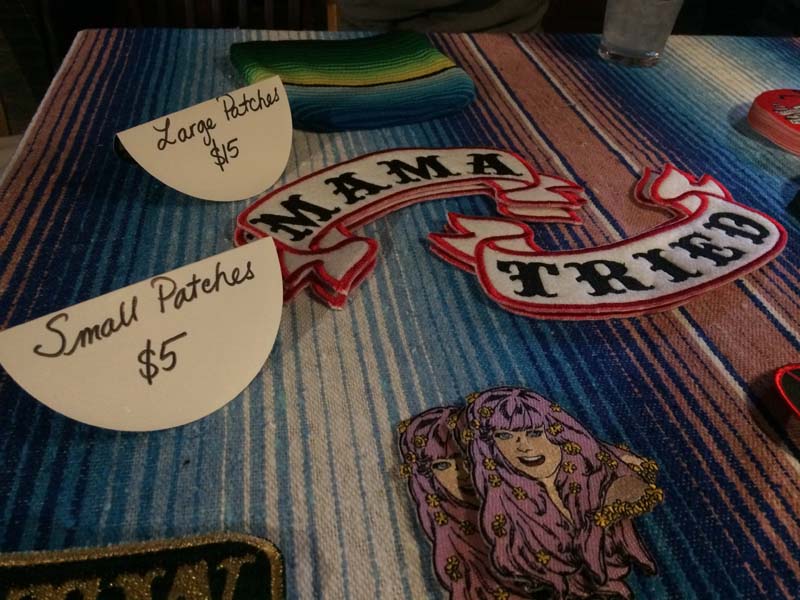 Large Patches
$15
MAMA
TRIED
Small Patches
$5